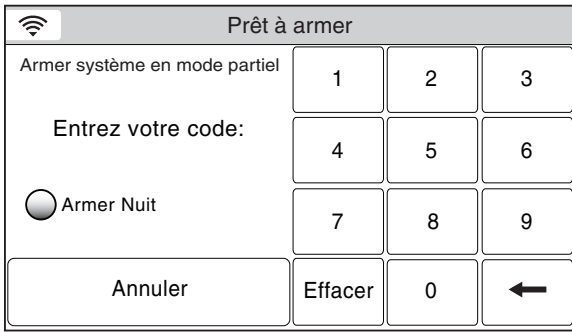 Prêt à armer
Armer système en mode partiel
1 2 3
Entrez votre code:
4 5 6
Armer Nuit
7 8 9
Annuler Effacer 0